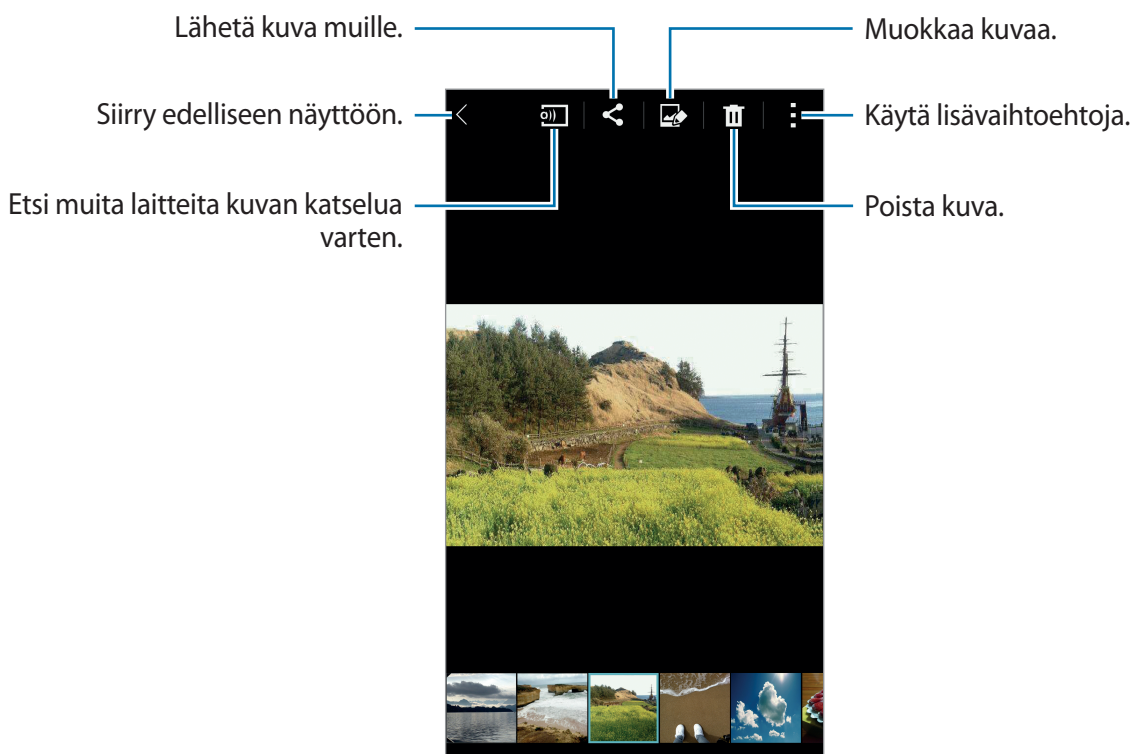 Lähetä kuva muille.
Muokkaa kuvaa.
Siirry edelliseen näyttöön.
Käytä lisävaihtoehtoja.
Etsi muita laitteita kuvan katselua
varten.
Poista kuva.